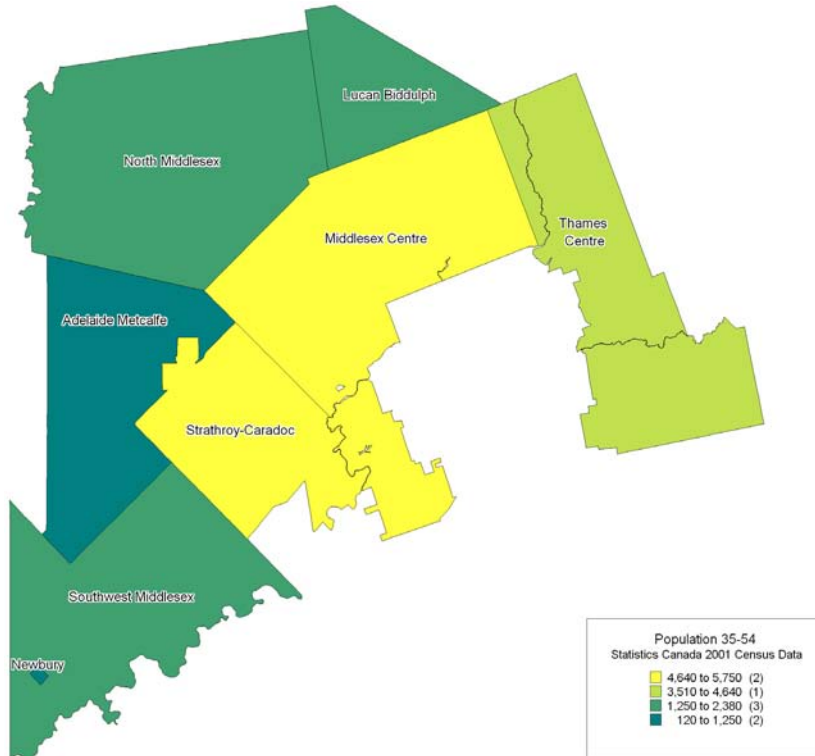 Lucan Biddulph
North Middlesex
Thames
Centre
Middlesex Centre
Adelaide Metcalfe
Strathroy-Caradoc
Southwest Middlesex
Newbury
Population 35-54
Statistics Canada 2001 Census Data
4,640 to 5,750 (2)
3,510 to 4,640 (1)
1,250 to 2,380 (3)
120 to 1,250 (2)